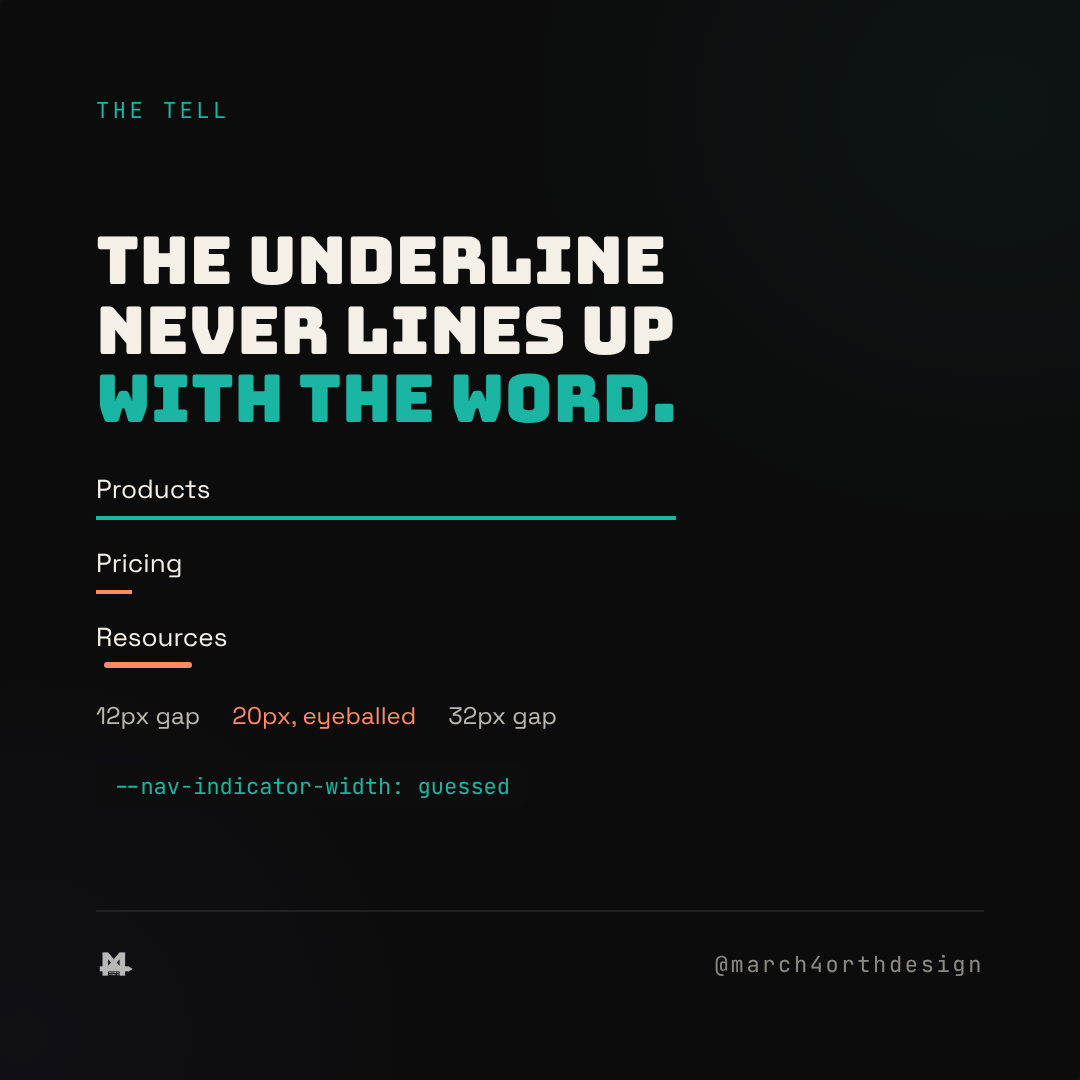 THE TELL
THE UNDERLINE
NEVER LINES UP
WITH THE WORD.
Products
Pricing
Resources
12px gap 20px, eyeballed 32px gap
--nav-indicator-width: guessed
@march4orthdesign